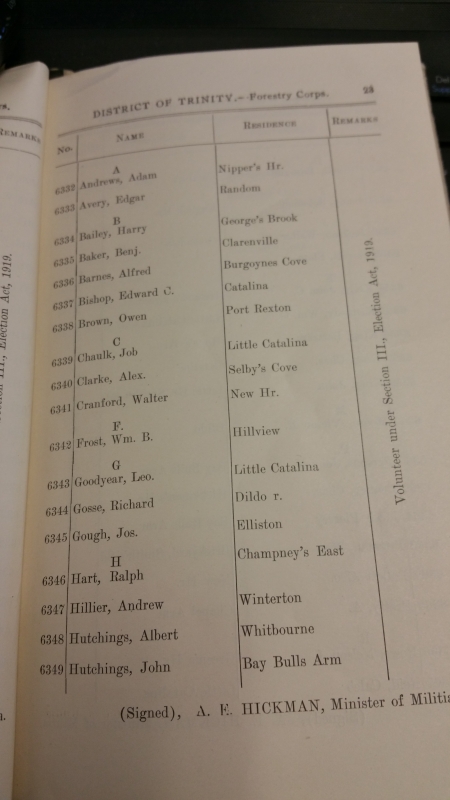 DISTRICT OF TRINITY.—Forestry Corps. 23
No. NAME RESIDENCE REMARKS
A
6332 Andrews, Adam Nipper's Hr.
6333 Avery, Edgar Random
B
6334 Bailey, Harry George's Brook
6335 Baker, Benj. Clarenville
6336 Barnes, Alfred Burgoynes Cove
6337 Bishop, Edward C. Catalina
6338 Brown, Owen Port Rexton
C
6339 Chaulk, Job Little Catalina
6340 Clarke, Alex. Selby's Cove
6341 Cranford, Walter New Hr.
F.
6342 Frost, Wm. B. Hillview
G
6343 Goodyear, Leo. Little Catalina
6344 Gosse, Richard Dildo r.
6345 Gough, Jos. Elliston
H
6346 Hart, Ralph Champney's East
6347 Hillier, Andrew Winterton
6348 Hutchings, Albert Whitbourne
6349 Hutchings, John Bay Bulls Arm
Volunteer under Section III., Election Act, 1919.
(Signed), A. E. HICKMAN, Minister of Militia
REMARKS
III., Election Act, 1919.